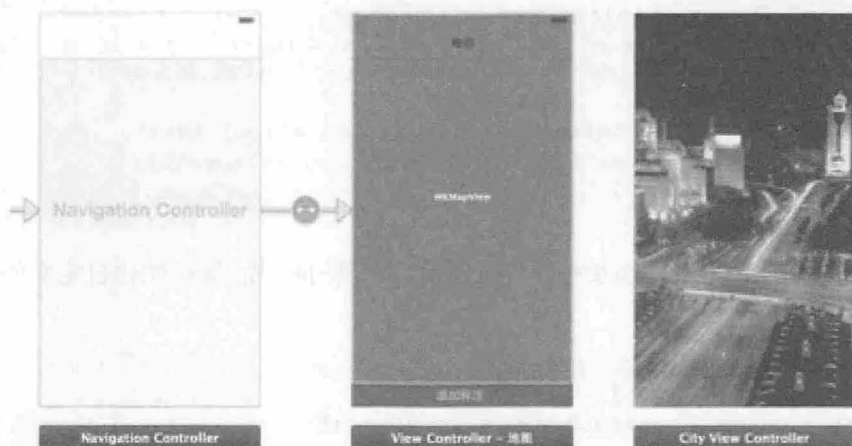 地图
Navigation Controller
MKMapView
添加标注
Navigation Controller
View Controller - 地图
City View Controller